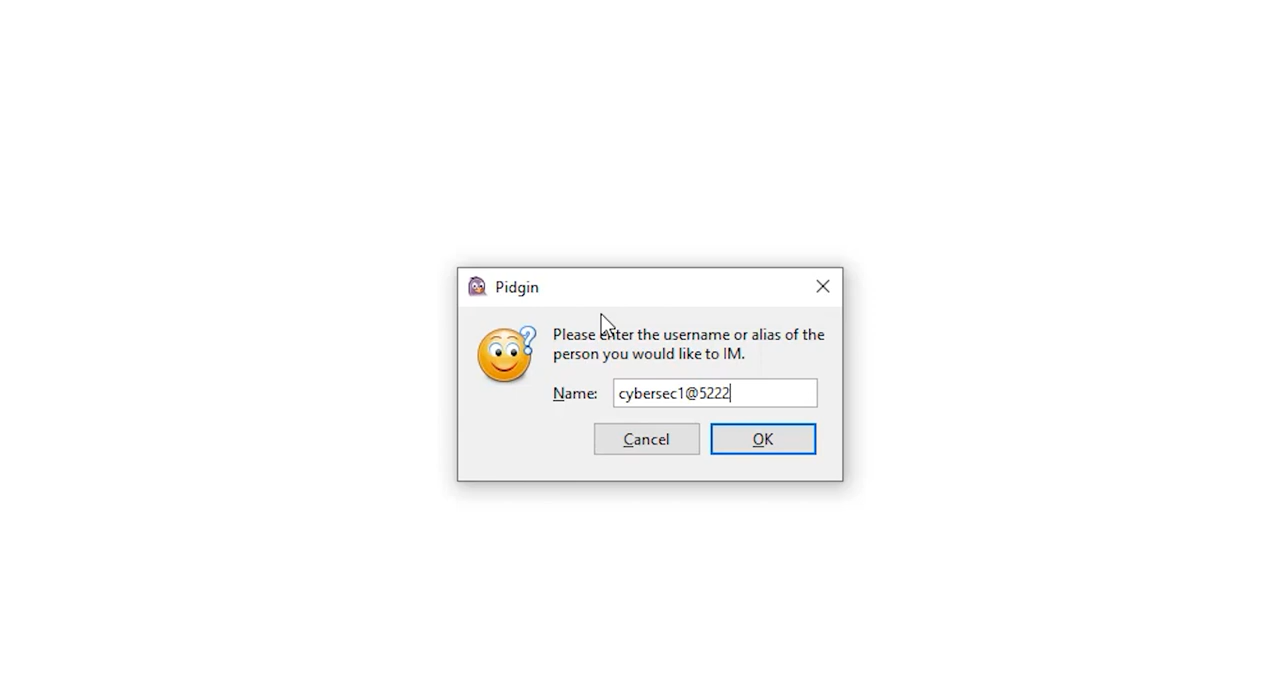 Pidgin
Please enter the username or alias of the
person you would like to IM.
Name: cybersec1@5222
Cancel OK